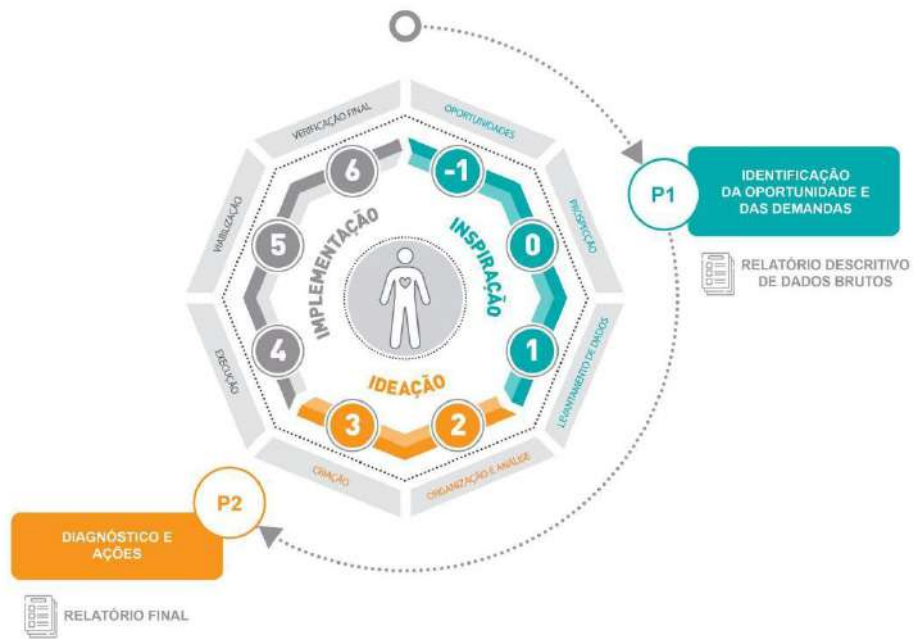 VERIFICAÇÃO FINAL
OPORTUNIDADES
VIABILIZAÇÃO
6
-1
PROSPECÇÃO
P1
IDENTIFICAÇÃO
DA OPORTUNIDADE E
DAS DEMANDAS
5
IMPLEMENTAÇÃO
INSPIRAÇÃO
0
RELATÓRIO DESCRITIVO
DE DADOS BRUTOS
EXECUÇÃO
4
1
LEVANTAMENTO DE DADOS
IDEAÇÃO
3
2
CRIAÇÃO
ORGANIZAÇÃO E ANÁLISE
P2
DIAGNÓSTICO E
AÇÕES
RELATÓRIO FINAL